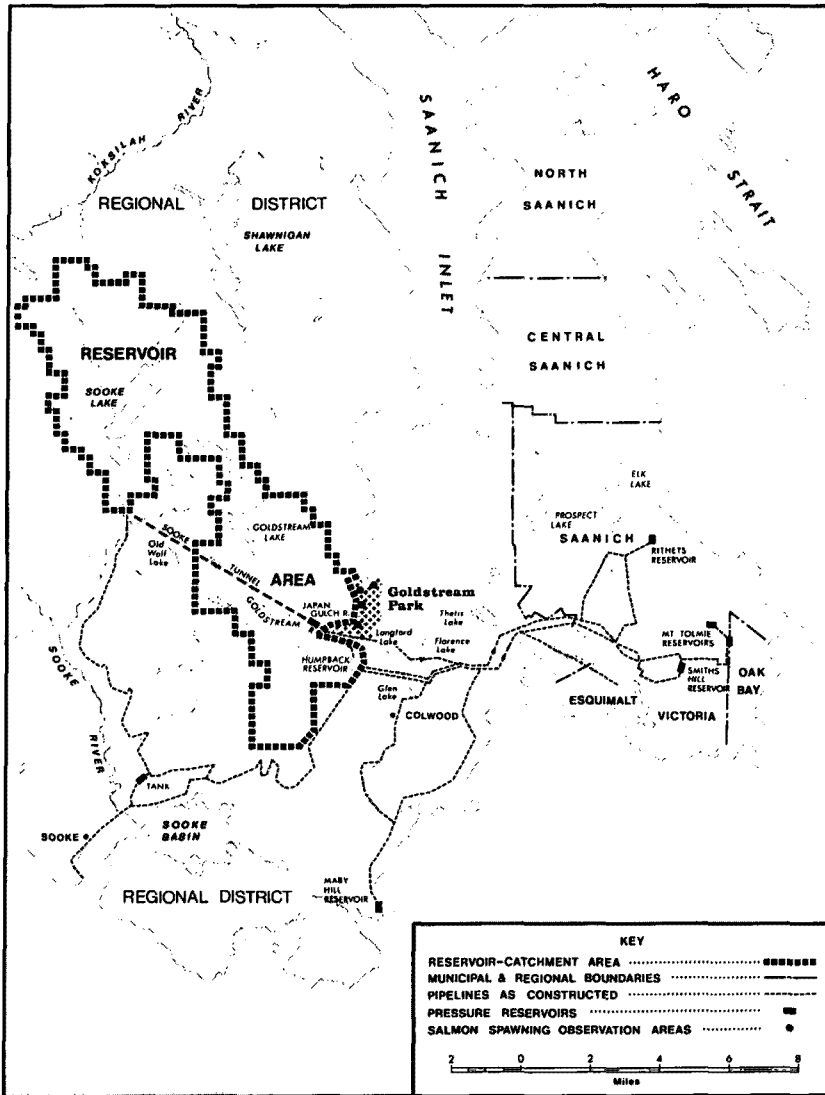 HARO
STRAIT
SAANICH
INLET
KOKSILAH RIVER
NORTH
SAANICH
REGIONAL DISTRICT
SHAWNIGAN
LAKE
CENTRAL
SAANICH
RESERVOIR
SOOKE
LAKE
ELK
LAKE
PROSPECT
LAKE
SAANICH
RITHETS
RESERVOIR
GOLDSTREAM
LAKE
SOOKE
TUNNEL
Old
Wolf
Lake
AREA
Goldstream
Park
JAPAN
GULCH R.
GOLDSTREAM
Thetis
Lake
Langford
Lake
Florence
Lake
MT TOLMIE
RESERVOIRS
HUMPBACK
RESERVOIR
SMITHS
HILL
RESERVOIR
OAK
BAY
Glen
Lake
ESQUIMALT
VICTORIA
COLWOOD
SOOKE
RIVER
TANK
SOOKE
SOOKE
BASIN
REGIONAL DISTRICT
MARY
HILL
RESERVOIR
KEY
RESERVOIR-CATCHMENT AREA
MUNICIPAL & REGIONAL BOUNDARIES
PIPELINES AS CONSTRUCTED
PRESSURE RESERVOIRS
SALMON SPAWNING OBSERVATION AREAS
2 0 2 4 6 8
Miles